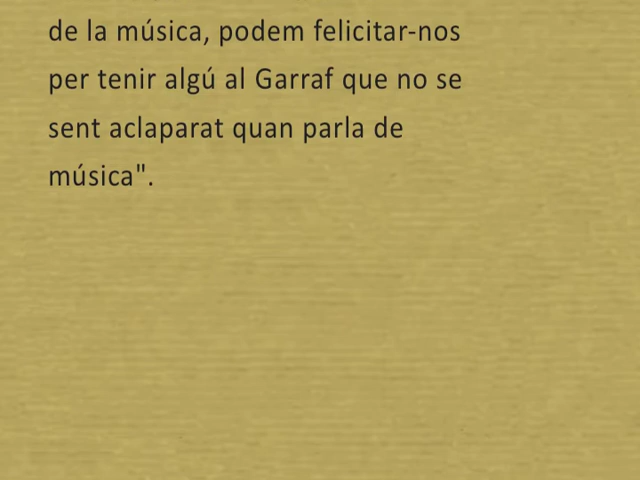 de la música, podem felicitar-nos
per tenir algú al Garraf que no se
sent aclaparat quan parla de
música".